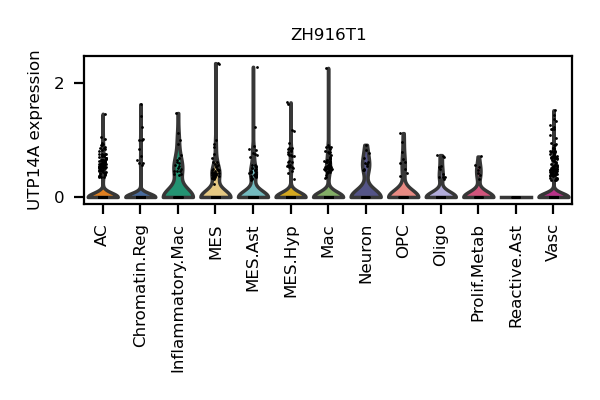 ZH916T1
UTP14A expression
2
0
AC
Chromatin.Reg
Inflammatory.Mac
MES
MES.Ast
MES.Hyp
Mac
Neuron
OPC
Oligo
Prolif.Metab
Reactive.Ast
Vasc